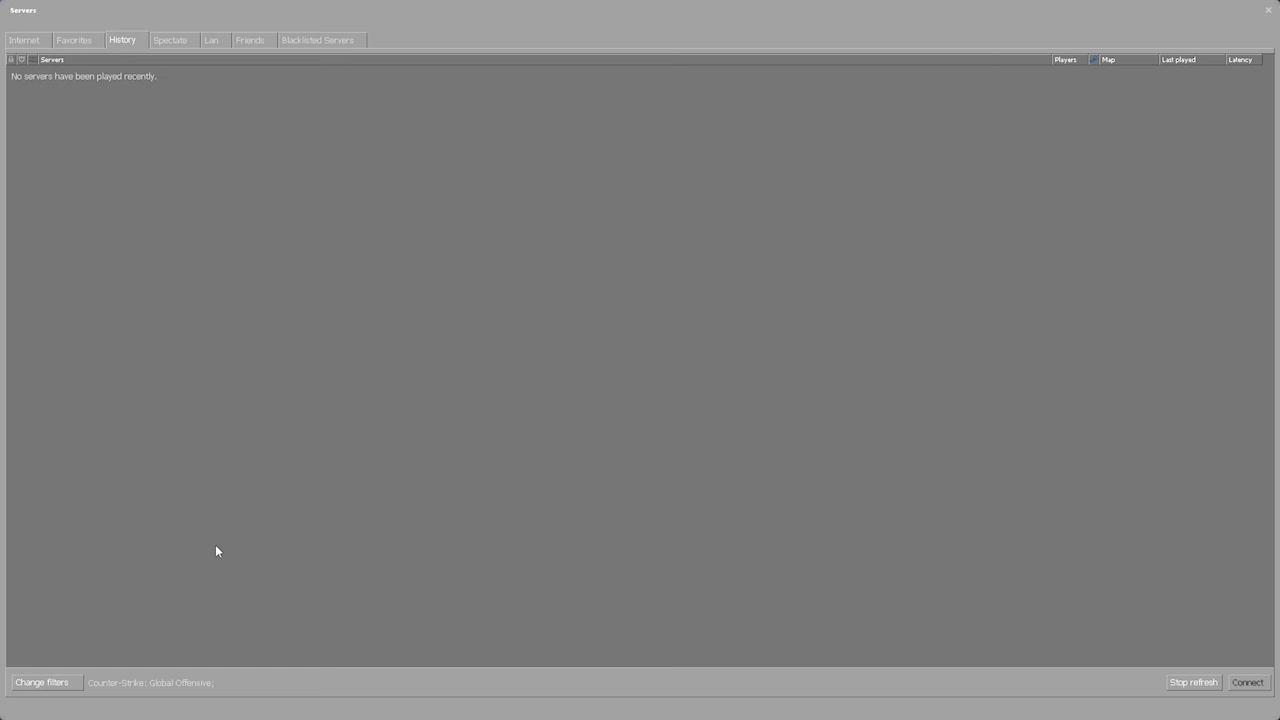 Servers
Internet Favorites History Spectate Lan Friends Blacklisted Servers
Servers Players Map Last played Latency
No servers have been played recently.
Change filters Counter-Strike: Global Offensive; Stop refresh Connect